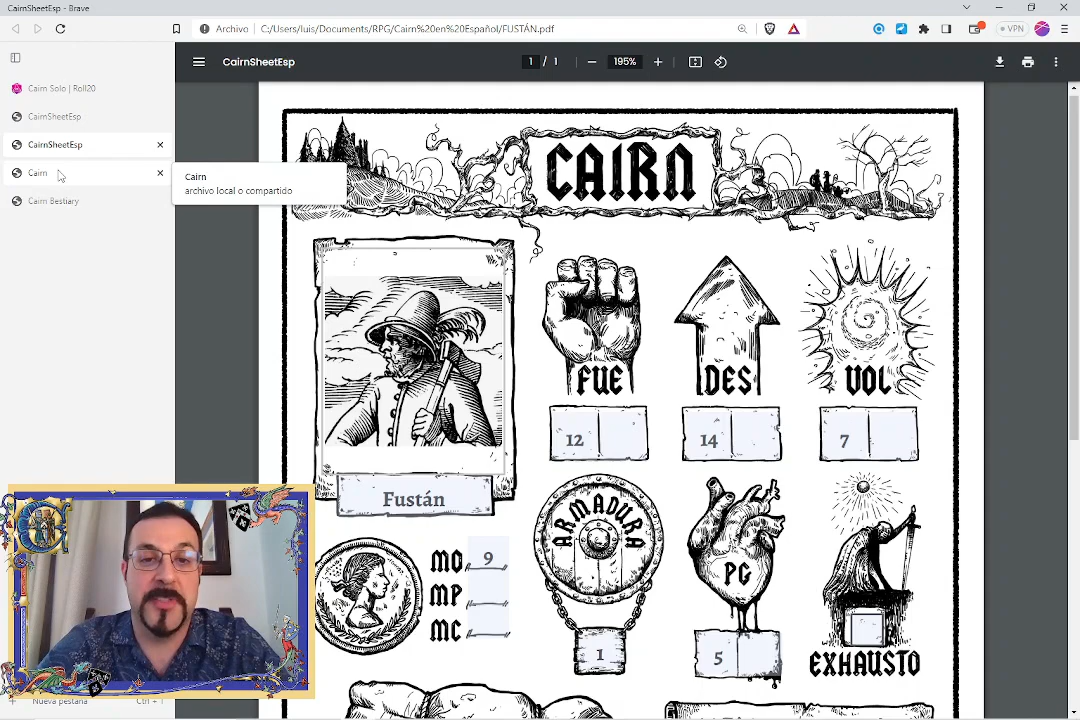 CairnSheetEsp - Brave
Archivo
C:/Users/luis/Documents/RPG/Cairn%20en%20Español/FUSTÁN.pdf
VPN
CairnSheetEsp
1 / 1
195%
Cairn Solo | Roll20
CairnSheetEsp
CairnSheetEsp
Cairn
Cairn Bestiary
Cairn
archivo local o compartido
CAIRN
FUE
DES
VOL
12
14
7
Fustán
ARMADURA
PG
MO
9
MP
MC
1
5
EXHAUSTO
Nueva pestaña
Ctrl + T